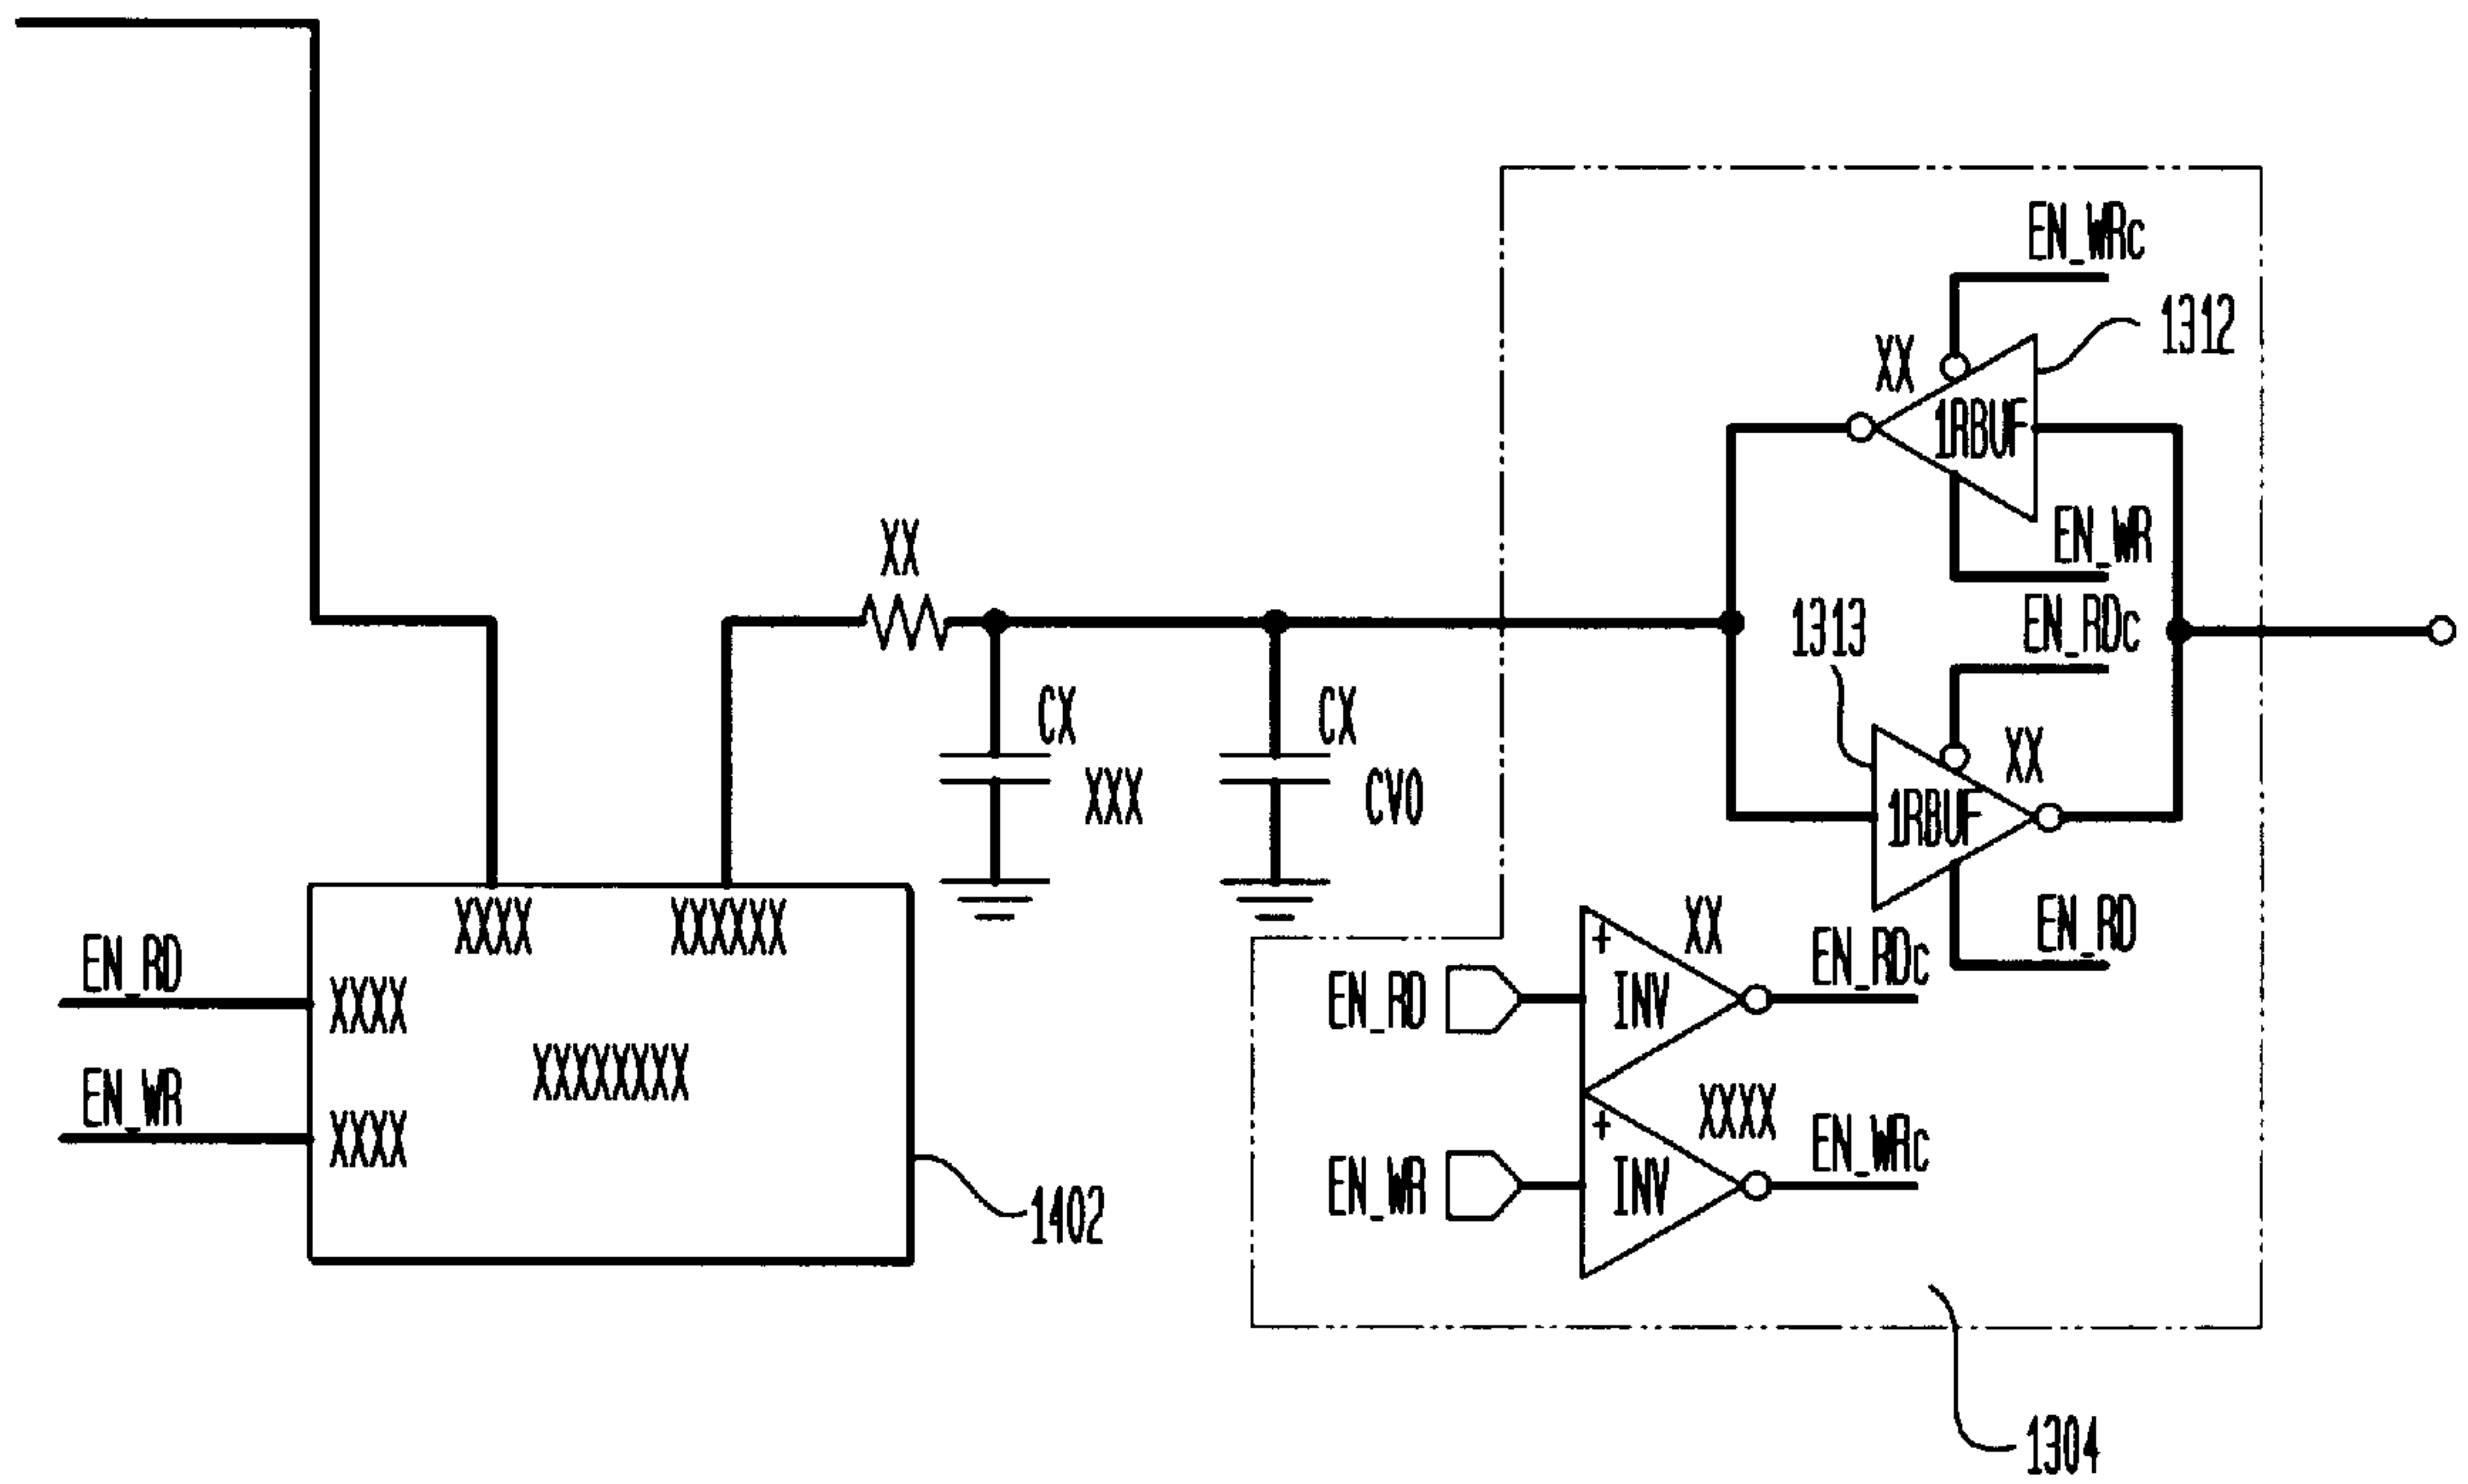 EN_WRc
1312
XX
1RBUF
EN_WR
XX
EN_RDc
1313
CX
CX
XX
XXX
CVO
1RBUF
EN_RD
XXXX
XXXXXX
XX
EN_RD
EN_RDc
XXXX
EN_RD
+
INV
XXXXXXXX
EN_WR
XXXX
XXXX
+
EN_WRc
EN_WR
INV
1402
1304